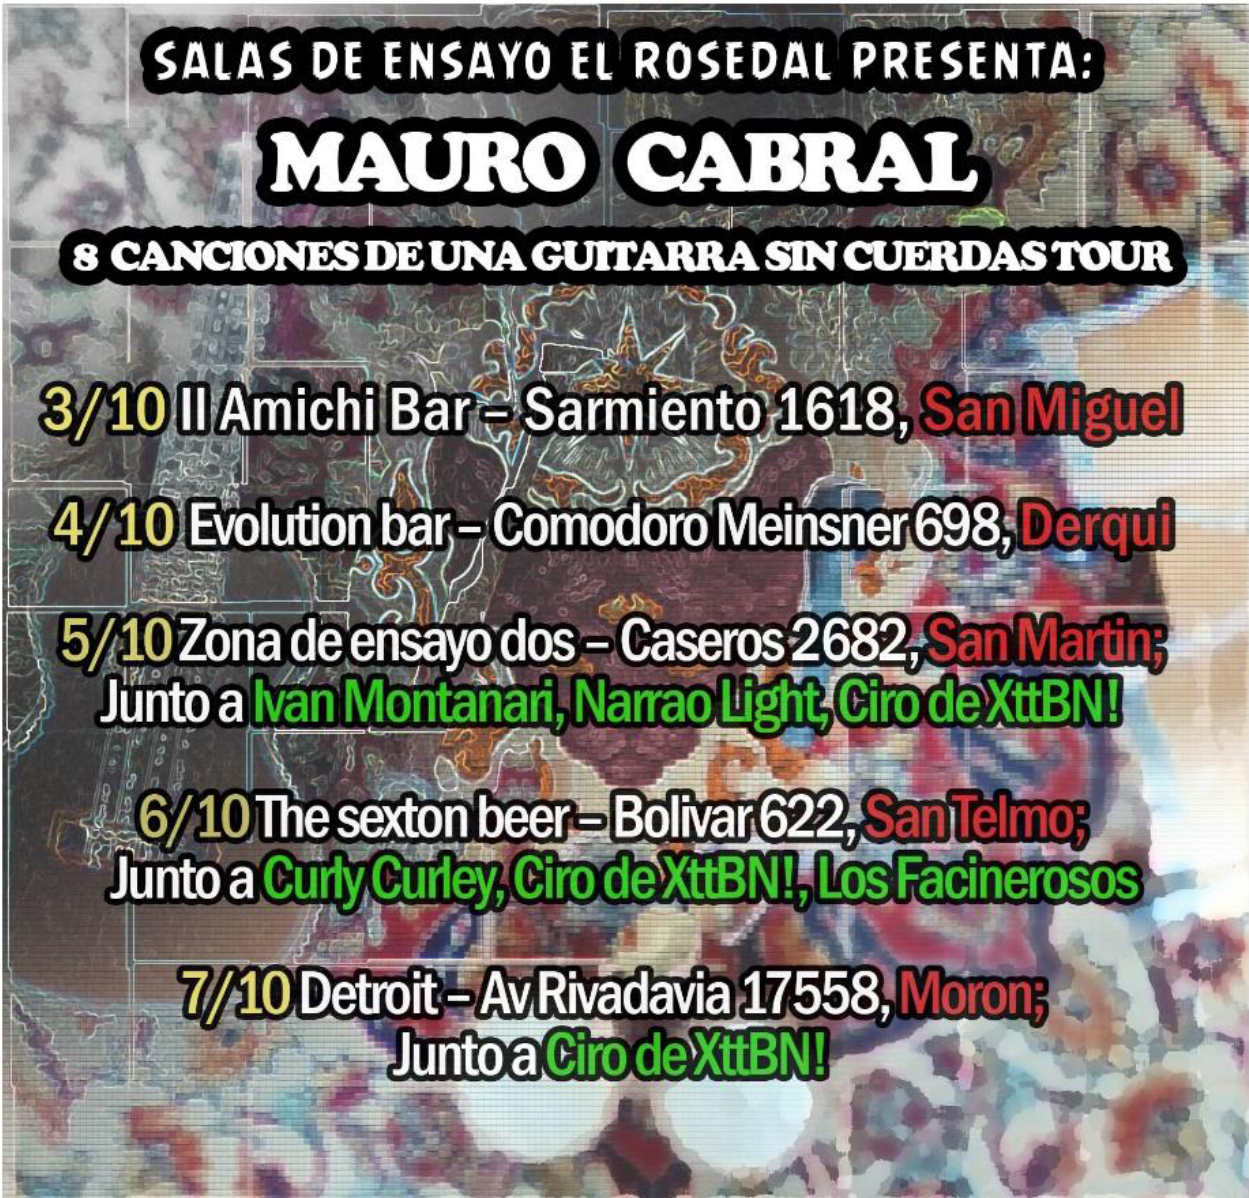 SALAS DE ENSAYO EL ROSEDAL PRESENTA:
MAURO CABRAL
8 CANCIONES DE UNA GUITARRA SIN CUERDAS TOUR
3/10 Il Amichi Bar – Sarmiento 1618, San Miguel
4/10 Evolution bar – Comodoro Meinsner 698, Derqui
5/10 Zona de ensayo dos – Caseros 2682, San Martin;
Junto a Ivan Montanari, Narrao Light, Ciro de XttBN!
6/10 The sexton beer – Bolivar 622, San Telmo;
Junto a Curly Curley, Ciro de XttBN!, Los Facinerosos
7/10 Detroit – Av Rivadavia 17558, Moron;
Junto a Ciro de XttBN!